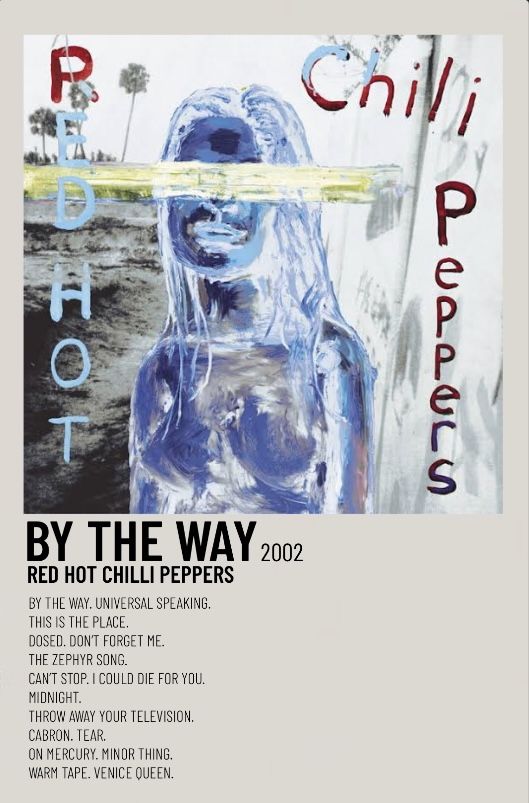 RED HOT
Chili
Peppers
BY THE WAY 2002
RED HOT CHILLI PEPPERS
BY THE WAY. UNIVERSAL SPEAKING.
THIS IS THE PLACE.
DOSED. DON'T FORGET ME.
THE ZEPHYR SONG.
CAN'T STOP. I COULD DIE FOR YOU.
MIDNIGHT.
THROW AWAY YOUR TELEVISION.
CABRON. TEAR.
ON MERCURY. MINOR THING.
WARM TAPE. VENICE QUEEN.